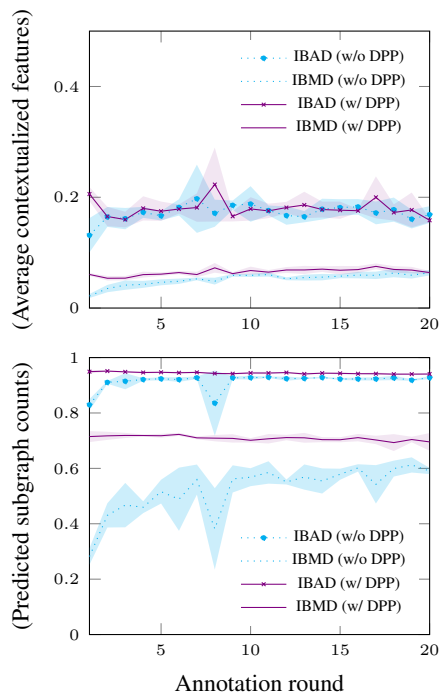 (Average contextualized features)
0.4
0.2
0
IBAD (w/o DPP)
IBMD (w/o DPP)
IBAD (w/ DPP)
IBMD (w/ DPP)
5 10 15 20
(Predicted subgraph counts)
1
0.8
0.6
0.4
0.2
0
IBAD (w/o DPP)
IBMD (w/o DPP)
IBAD (w/ DPP)
IBMD (w/ DPP)
5 10 15 20
Annotation round